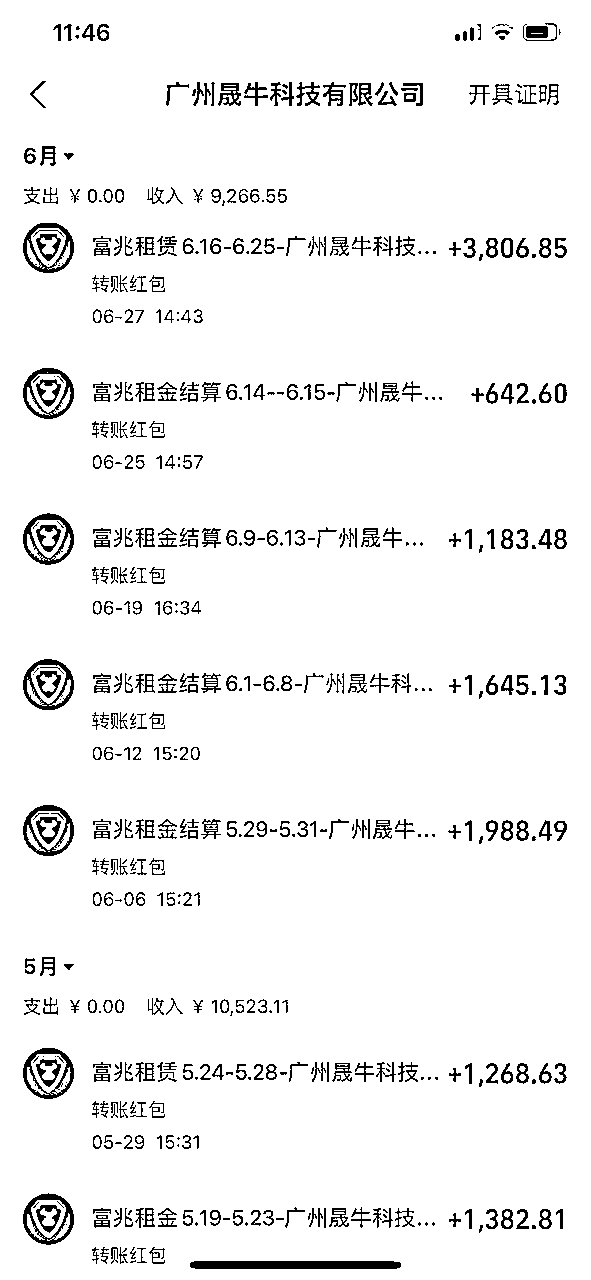 11:46
广州晟牛科技有限公司 开具证明
6月
支出 ¥ 0.00 收入 ¥ 9,266.55
富兆租赁6.16-6.25-广州晟牛科技... +3,806.85
转账红包
06-27 14:43
富兆租金结算6.14--6.15-广州晟牛... +642.60
转账红包
06-25 14:57
富兆租金结算6.9-6.13-广州晟牛... +1,183.48
转账红包
06-19 16:34
富兆租金结算6.1-6.8-广州晟牛科... +1,645.13
转账红包
06-12 15:20
富兆租金结算5.29-5.31-广州晟牛... +1,988.49
转账红包
06-06 15:21
5月
支出 ¥ 0.00 收入 ¥ 10,523.11
富兆租赁5.24-5.28-广州晟牛科技... +1,268.63
转账红包
05-29 15:31
富兆租金5.19-5.23-广州晟牛科技... +1,382.81
转账红包